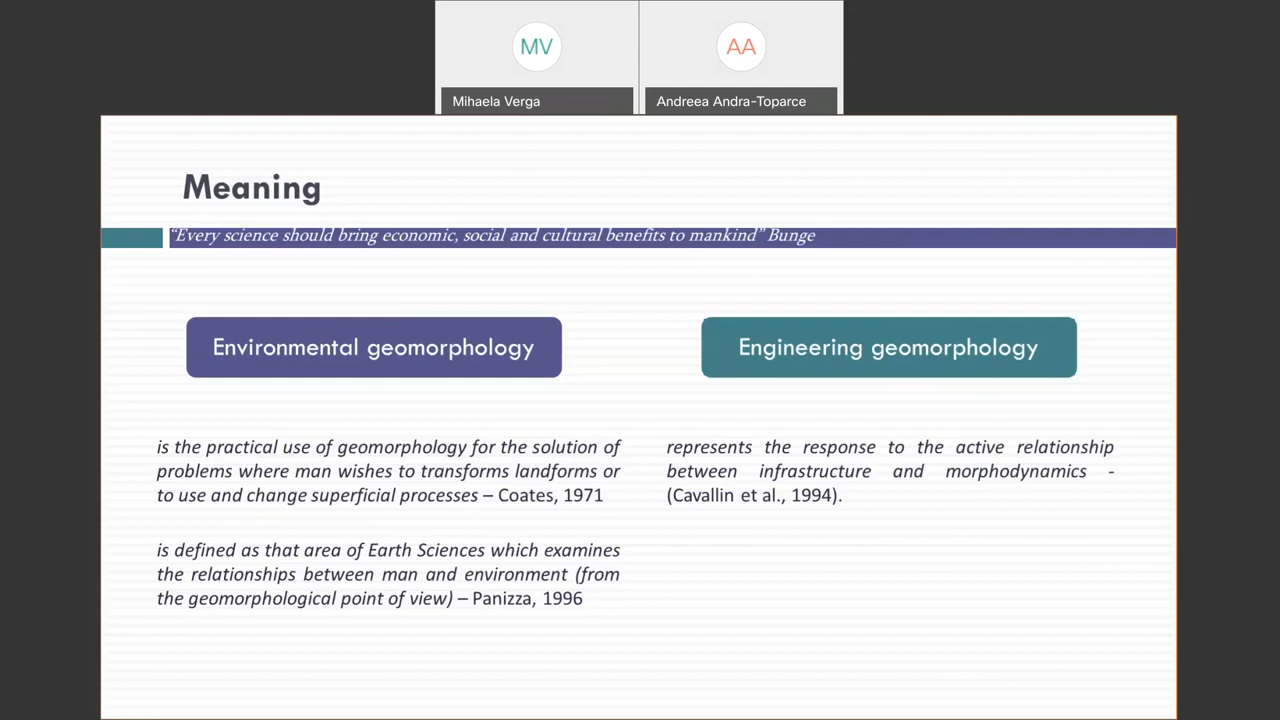 MV
AA
Mihaela Verga
Andreea Andra-Toparce
Meaning
“Every science should bring economic, social and cultural benefits to mankind” Bunge
Environmental geomorphology
Engineering geomorphology
is the practical use of geomorphology for the solution of
problems where man wishes to transforms landforms or
to use and change superficial processes – Coates, 1971
is defined as that area of Earth Sciences which examines
the relationships between man and environment (from
the geomorphological point of view) – Panizza, 1996
represents the response to the active relationship
between infrastructure and morphodynamics -
(Cavallin et al., 1994).